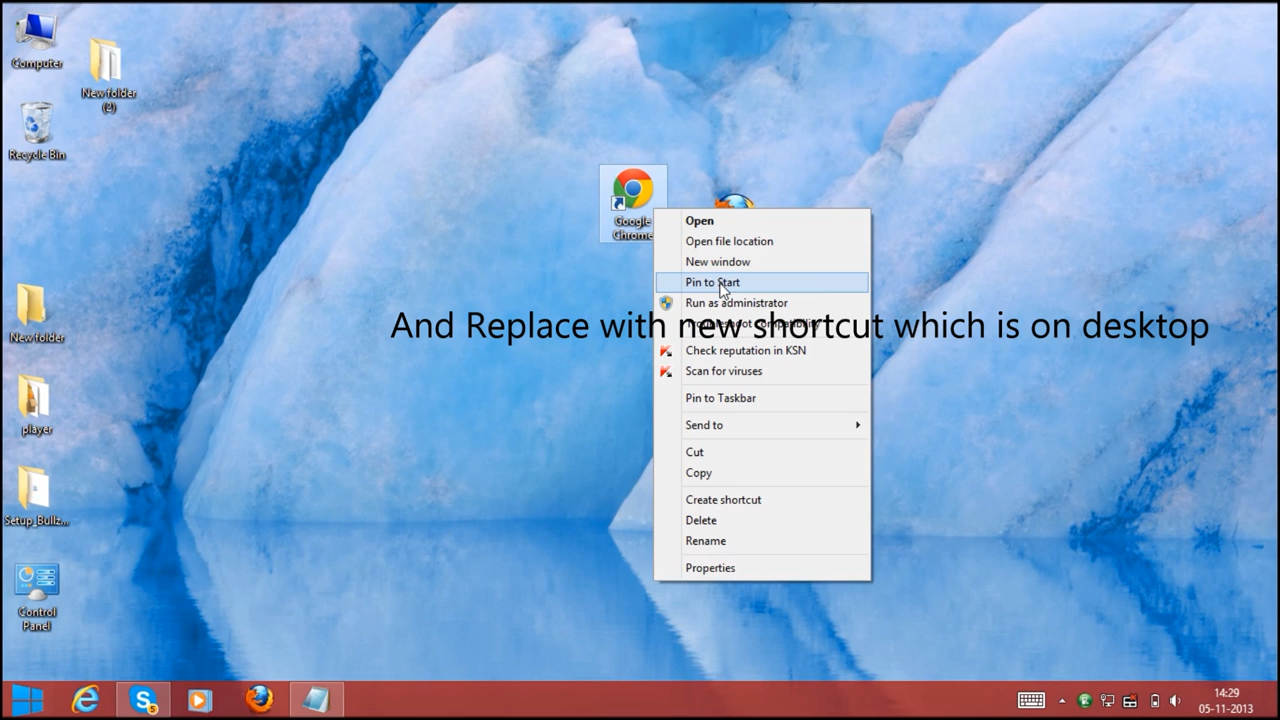 Computer
New folder
(2)
Recycle Bin
Google
Chrome
Open
Open file location
New window
Pin to Start
Run as administrator
Troubleshoot compatibility
And Replace with new shortcut which is on desktop
Check reputation in KSN
Scan for viruses
Pin to Taskbar
Send to
Cut
Copy
Create shortcut
Delete
Rename
Properties
New folder
player
Setup_Bullz...
Control
Panel
14:29
05-11-2013